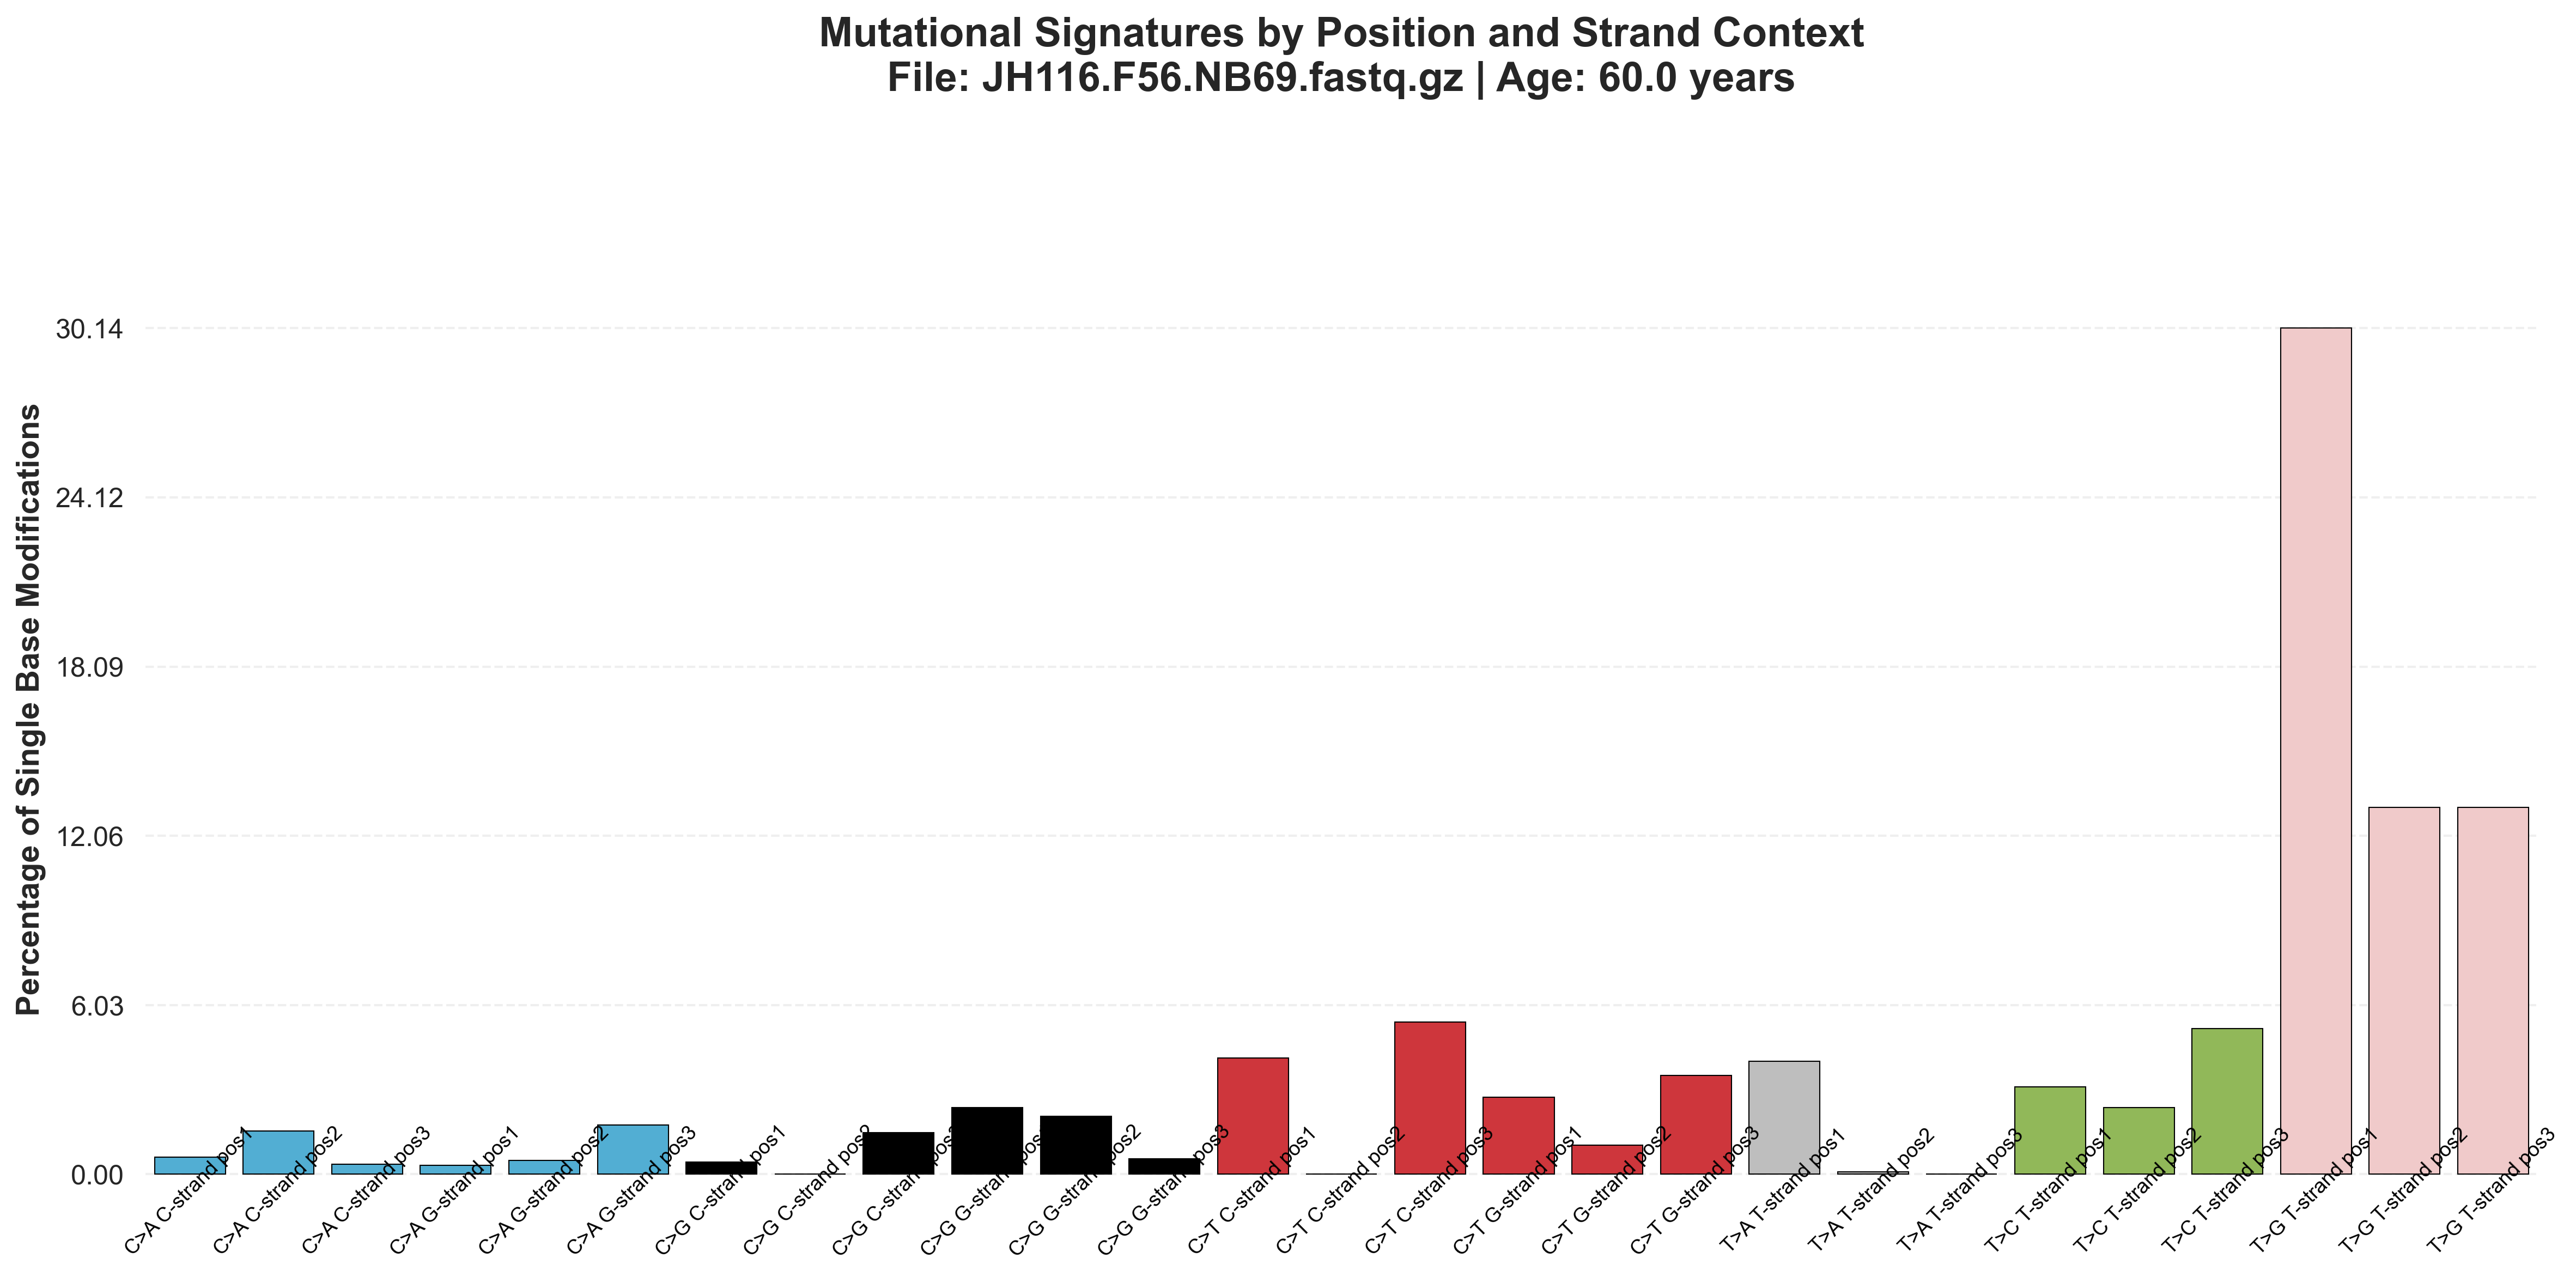 Mutational Signatures by Position and Strand Context
File: JH116.F56.NB69.fastq.gz | Age: 60.0 years
Percentage of Single Base Modifications
30.14
24.12
18.09
12.06
6.03
0.00
C>A C-strand pos1
C>A C-strand pos2
C>A C-strand pos3
C>A G-strand pos1
C>A G-strand pos2
C>A G-strand pos3
C>G C-strand pos1
C>G C-strand pos2
C>G C-strand pos3
C>G G-strand pos1
C>G G-strand pos2
C>G G-strand pos3
C>T C-strand pos1
C>T C-strand pos2
C>T C-strand pos3
C>T G-strand pos1
C>T G-strand pos2
C>T G-strand pos3
T>A T-strand pos1
T>A T-strand pos2
T>A T-strand pos3
T>C T-strand pos1
T>C T-strand pos2
T>C T-strand pos3
T>G T-strand pos1
T>G T-strand pos2
T>G T-strand pos3